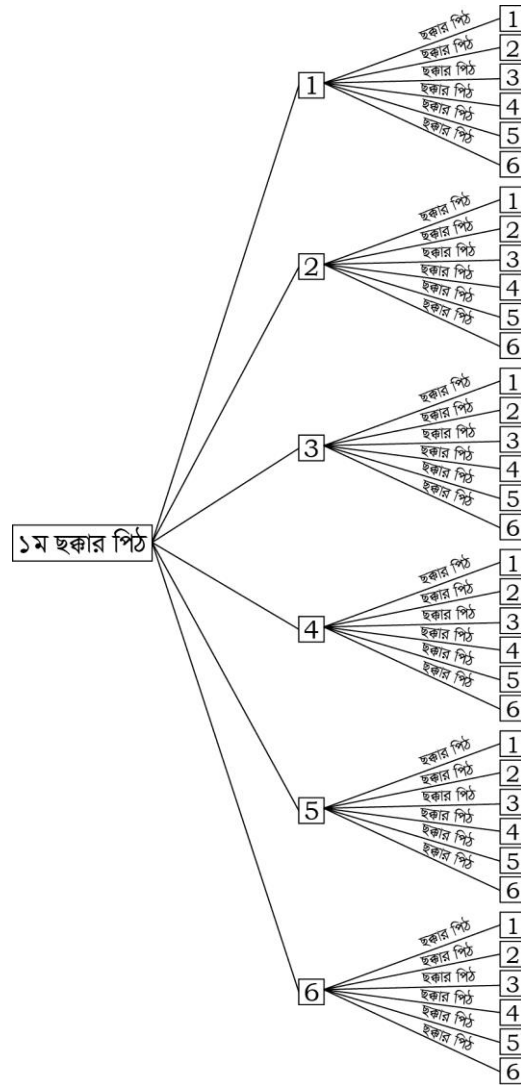 ছক্কার পিঠ 1
ছক্কার পিঠ 2
1 ছক্কার পিঠ 3
ছক্কার পিঠ 4
ছক্কার পিঠ 5
ছক্কার পিঠ 6
ছক্কার পিঠ 1
ছক্কার পিঠ 2
2 ছক্কার পিঠ 3
ছক্কার পিঠ 4
ছক্কার পিঠ 5
ছক্কার পিঠ 6
ছক্কার পিঠ 1
ছক্কার পিঠ 2
3 ছক্কার পিঠ 3
ছক্কার পিঠ 4
ছক্কার পিঠ 5
ছক্কার পিঠ 6
১ম ছক্কার পিঠ
ছক্কার পিঠ 1
ছক্কার পিঠ 2
4 ছক্কার পিঠ 3
ছক্কার পিঠ 4
ছক্কার পিঠ 5
ছক্কার পিঠ 6
ছক্কার পিঠ 1
ছক্কার পিঠ 2
5 ছক্কার পিঠ 3
ছক্কার পিঠ 4
ছক্কার পিঠ 5
ছক্কার পিঠ 6
ছক্কার পিঠ 1
ছক্কার পিঠ 2
6 ছক্কার পিঠ 3
ছক্কার পিঠ 4
ছক্কার পিঠ 5
ছক্কার পিঠ 6